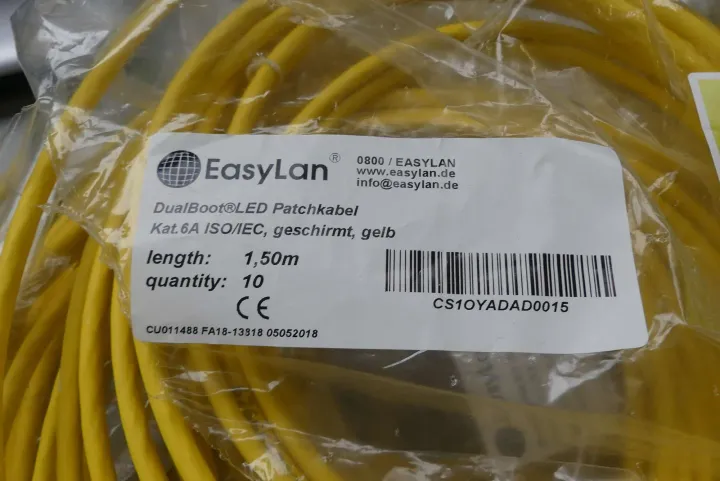 EasyLan®
0800 / EASYLAN
www.easylan.de
info@easylan.de
DualBoot®LED Patchkabel
Kat.6A ISO/IEC, geschirmt, gelb
length: 1,50m
quantity: 10
CE
CS1OYADAD0015
CU011488 FA18-13818 05052018